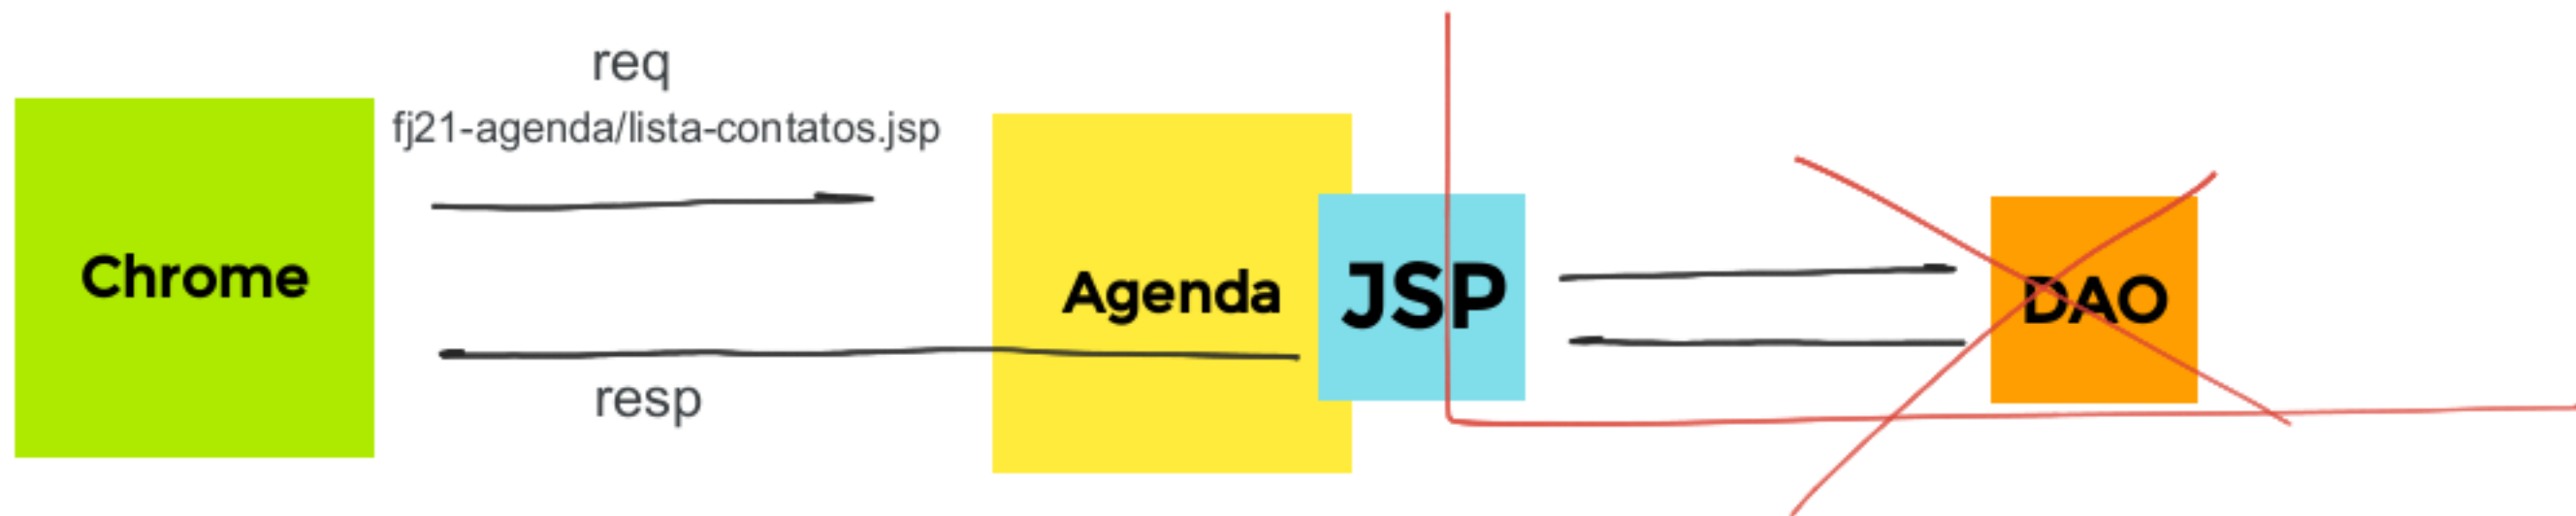 req
fj21-agenda/lista-contatos.jsp
Chrome
Agenda
JSP
DAO
resp